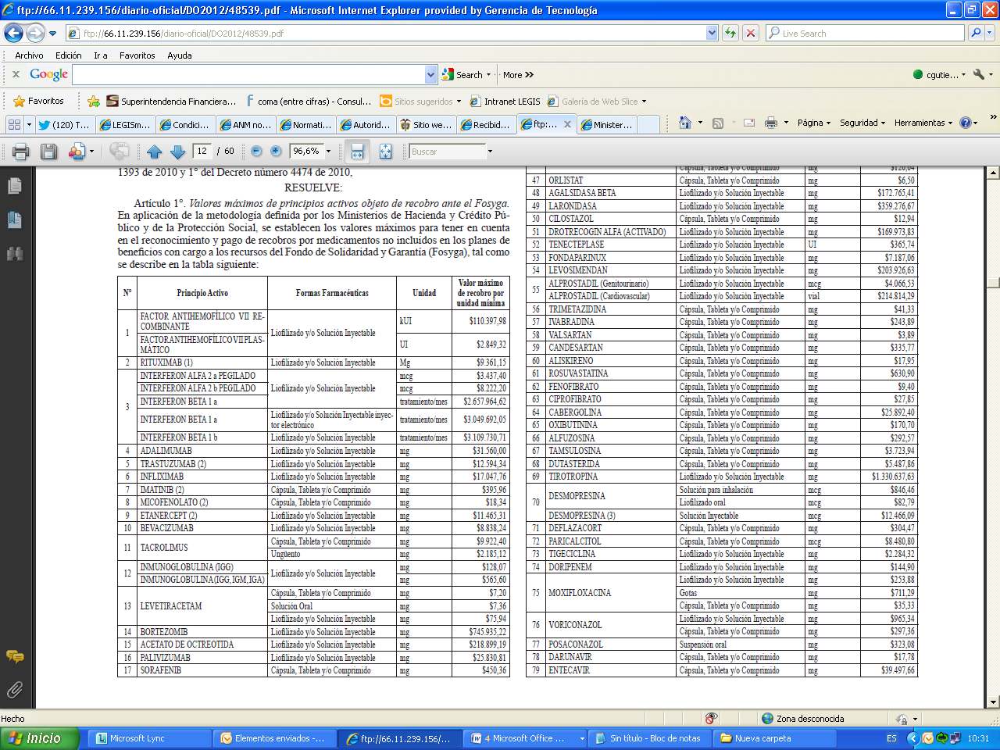 ftp://66.11.239.156/diario-oficial/DO2012/48539.pdf - Microsoft Internet Explorer provided by Gerencia de Tecnología
ftp://66.11.239.156/diario-oficial/DO2012/48539.pdf
Live Search
Archivo Edición Ir a Favoritos Ayuda
x Google Search More >> cgutie...
Favoritos Superintendencia Financiera... coma (entre cifras) - Consul... Sitios sugeridos Intranet LEGIS Galería de Web Slice
(120) T... LEGISm... Condici... ANM no... Normati... Autorid... Sitio we... Recibid... ftp:... Minister... Página Seguridad Herramientas
12 / 60 96,6% Buscar
1393 de 2010 y 1° del Decreto número 4474 de 2010,
RESUELVE:
Artículo 1°. Valores máximos de principios activos objeto de recobro ante el Fosyga.
En aplicación de la metodología definida por los Ministerios de Hacienda y Crédito Pú-
blico y de la Protección Social, se establecen los valores máximos para tener en cuenta
en el reconocimiento y pago de recobros por medicamentos no incluidos en los planes de
beneficios con cargo a los recursos del Fondo de Solidaridad y Garantía (Fosyga), tal como
se describe en la tabla siguiente:
N° Principio Activo Formas Farmacéuticas Unidad Valor máximo de recobro por unidad mínima
1 FACTOR ANTIHEMOFÍLICO VII RE-
COMBINANTE Liofilizado y/o Solución Inyectable kUI $110.397,98
FACTOR ANTIHEMOFÍLICO VII PLAS-
MÁTICO UI $2.849,32
2 RITUXIMAB (1) Liofilizado y/o Solución Inyectable Mg $9.361,15
3 INTERFERON ALFA 2 a PEGILADO Liofilizado y/o Solución Inyectable mcg $3.437,40
INTERFERON ALFA 2 b PEGILADO mcg $8.222,20
INTERFERON BETA 1 a tratamiento/mes $2.657.964,62
INTERFERON BETA 1 a Liofilizado y/o Solución Inyectable inyec-
tor electrónico tratamiento/mes $3.049.692,05
INTERFERON BETA 1 b Liofilizado y/o Solución Inyectable tratamiento/mes $3.109.730,71
4 ADALIMUMAB Liofilizado y/o Solución Inyectable mg $31.560,00
5 TRASTUZUMAB (2) Liofilizado y/o Solución Inyectable mg $12.594,34
6 INFLIXIMAB Liofilizado y/o Solución Inyectable mg $17.047,76
7 IMATINIB (2) Cápsula, Tableta y/o Comprimido mg $395,96
8 MICOFENOLATO (2) Cápsula, Tableta y/o Comprimido mg $18,34
9 ETANERCEPT (2) Liofilizado y/o Solución Inyectable mg $11.465,31
10 BEVACIZUMAB Liofilizado y/o Solución Inyectable mg $8.838,24
11 TACROLIMUS Cápsula, Tableta y/o Comprimido mg $9.922,40
Ungüento mg $2.185,12
12 INMUNOGLOBULINA (IGG) Liofilizado y/o Solución Inyectable mg $128,07
INMUNOGLOBULINA (IGG, IGM, IGA) mg $565,60
13 LEVETIRACETAM Cápsula, Tableta y/o Comprimido mg $7,20
Solución Oral mg $7,36
Liofilizado y/o Solución Inyectable mg $75,94
14 BORTEZOMIB Liofilizado y/o Solución Inyectable mg $745.935,22
15 ACETATO DE OCTREOTIDA Liofilizado y/o Solución Inyectable mg $218.899,19
16 PALIVIZUMAB Liofilizado y/o Solución Inyectable mg $25.830,81
17 SORAFENIB Cápsula, Tableta y/o Comprimido mg $450,36
Cápsula, Tableta y/o Comprimido mg $120,04
47 ORLISTAT Cápsula, Tableta y/o Comprimido mg $6,50
48 AGALSIDASA BETA Liofilizado y/o Solución Inyectable mg $172.765,41
49 LARONIDASA Liofilizado y/o Solución Inyectable mg $359.276,67
50 CILOSTAZOL Cápsula, Tableta y/o Comprimido mg $12,94
51 DROTRECOGIN ALFA (ACTIVADO) Liofilizado y/o Solución Inyectable mg $169.973,83
52 TENECTEPLASE Liofilizado y/o Solución Inyectable UI $365,74
53 FONDAPARINUX Liofilizado y/o Solución Inyectable mg $7.187,06
54 LEVOSIMENDAN Liofilizado y/o Solución Inyectable mg $203.926,63
55 ALPROSTADIL (Genitourinario) Liofilizado y/o Solución Inyectable mcg $4.066,53
ALPROSTADIL (Cardiovascular) Liofilizado y/o Solución Inyectable vial $214.814,29
56 TRIMETAZIDINA Cápsula, Tableta y/o Comprimido mg $41,33
57 IVABRADINA Cápsula, Tableta y/o Comprimido mg $243,89
58 VALSARTAN Cápsula, Tableta y/o Comprimido mg $3,89
59 CANDESARTAN Cápsula, Tableta y/o Comprimido mg $335,77
60 ALISKIRENO Cápsula, Tableta y/o Comprimido mg $17,95
61 ROSUVASTATINA Cápsula, Tableta y/o Comprimido mg $630,90
62 FENOFIBRATO Cápsula, Tableta y/o Comprimido mg $9,40
63 CIPROFIBRATO Cápsula, Tableta y/o Comprimido mg $27,85
64 CABERGOLINA Cápsula, Tableta y/o Comprimido mg $25.892,40
65 OXIBUTININA Cápsula, Tableta y/o Comprimido mg $170,70
66 ALFUZOSINA Cápsula, Tableta y/o Comprimido mg $292,57
67 TAMSULOSINA Cápsula, Tableta y/o Comprimido mg $3.723,94
68 DUTASTERIDA Cápsula, Tableta y/o Comprimido mg $5.487,86
69 TIROTROPINA Liofilizado y/o Solución Inyectable mg $1.330.637,63
70 DESMOPRESINA Solución para inhalación mcg $846,46
Liofilizado oral mcg $82,79
DESMOPRESINA (3) Solución Inyectable mcg $12.466,09
71 DEFLAZACORT Cápsula, Tableta y/o Comprimido mg $304,47
72 PARICALCITOL Cápsula, Tableta y/o Comprimido mcg $8.480,80
73 TIGECICLINA Liofilizado y/o Solución Inyectable mg $2.284,32
74 DORIPENEM Liofilizado y/o Solución Inyectable mg $144,90
75 MOXIFLOXACINA Liofilizado y/o Solución Inyectable mg $253,88
Gotas mg $711,29
Cápsula, Tableta y/o Comprimido mg $35,33
76 VORICONAZOL Liofilizado y/o Solución Inyectable mg $965,34
Cápsula, Tableta y/o Comprimido mg $297,36
77 POSACONAZOL Suspensión oral mg $323,08
78 DARUNAVIR Cápsula, Tableta y/o Comprimido mg $17,78
79 ENTECAVIR Cápsula, Tableta y/o Comprimido mg $39.497,66
Hecho Zona desconocida
Inicio Microsoft Lync Elementos enviados -... ftp://66.11.239.156/... 4 Microsoft Office ... Sin título - Bloc de notas Nueva carpeta ES 10:31